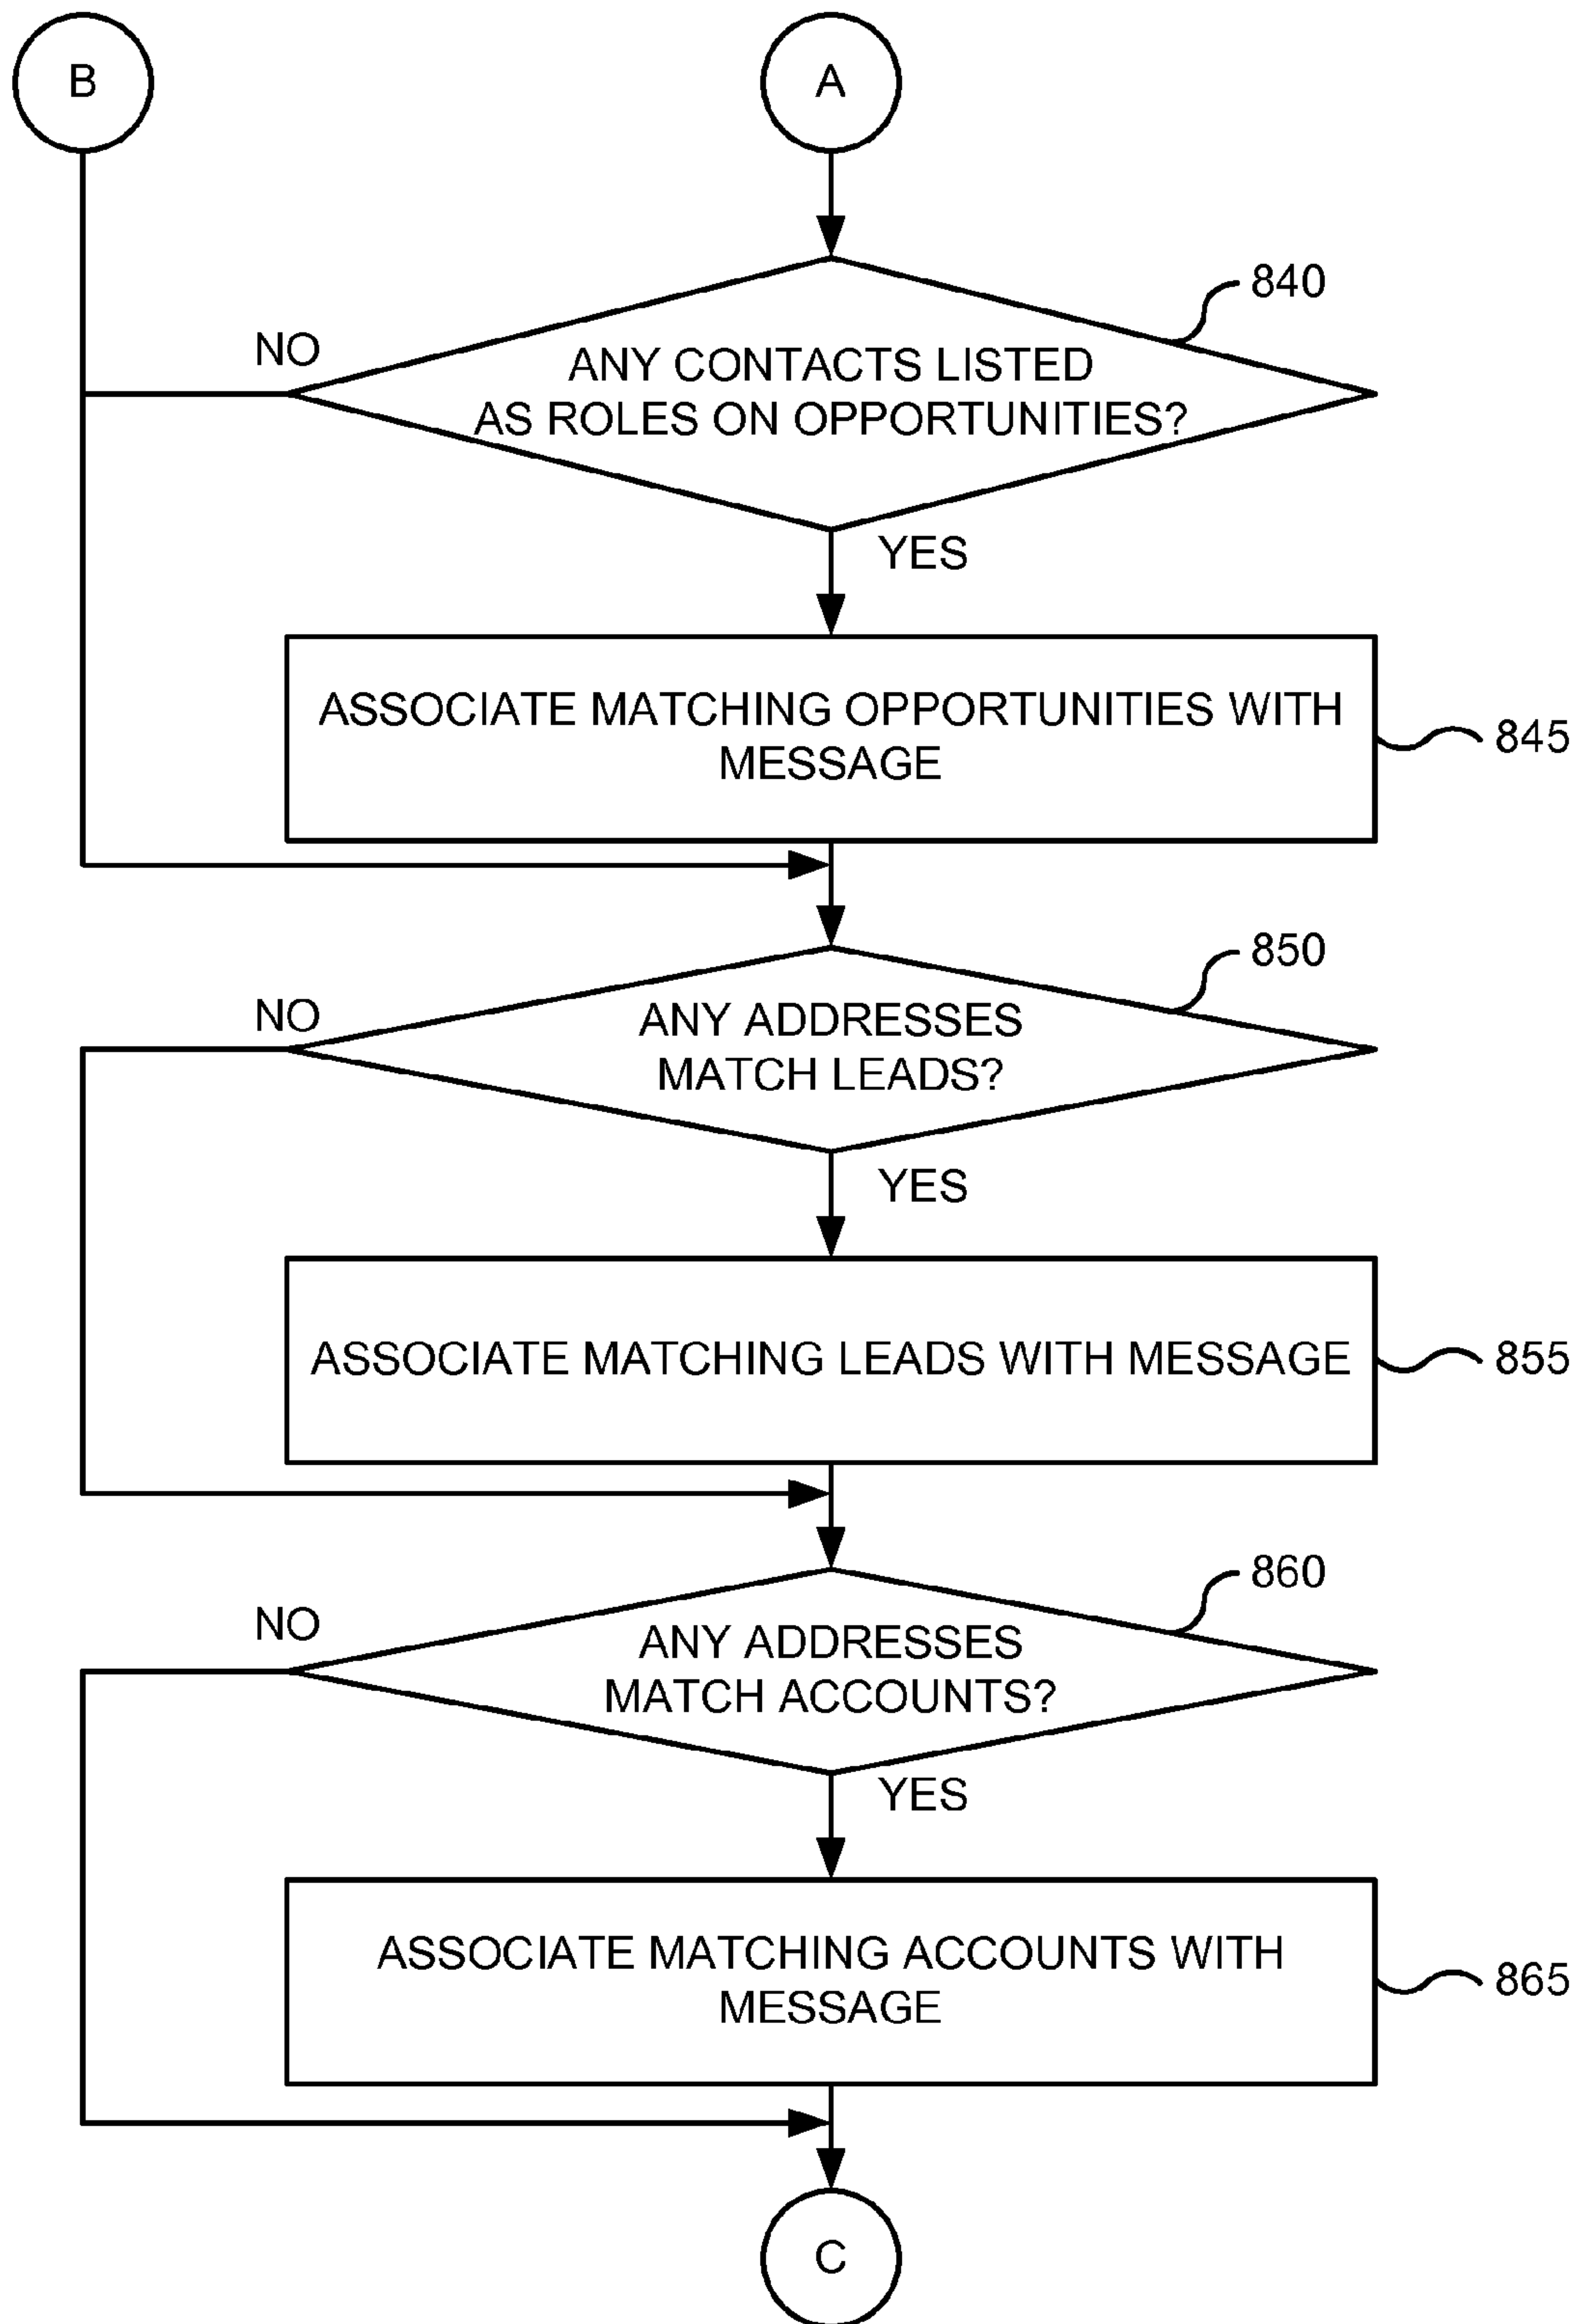 B
A
840
NO
ANY CONTACTS LISTED
AS ROLES ON OPPORTUNITIES?
YES
ASSOCIATE MATCHING OPPORTUNITIES WITH
MESSAGE
845
850
NO
ANY ADDRESSES
MATCH LEADS?
YES
ASSOCIATE MATCHING LEADS WITH MESSAGE
855
860
NO
ANY ADDRESSES
MATCH ACCOUNTS?
YES
ASSOCIATE MATCHING ACCOUNTS WITH
MESSAGE
865
C